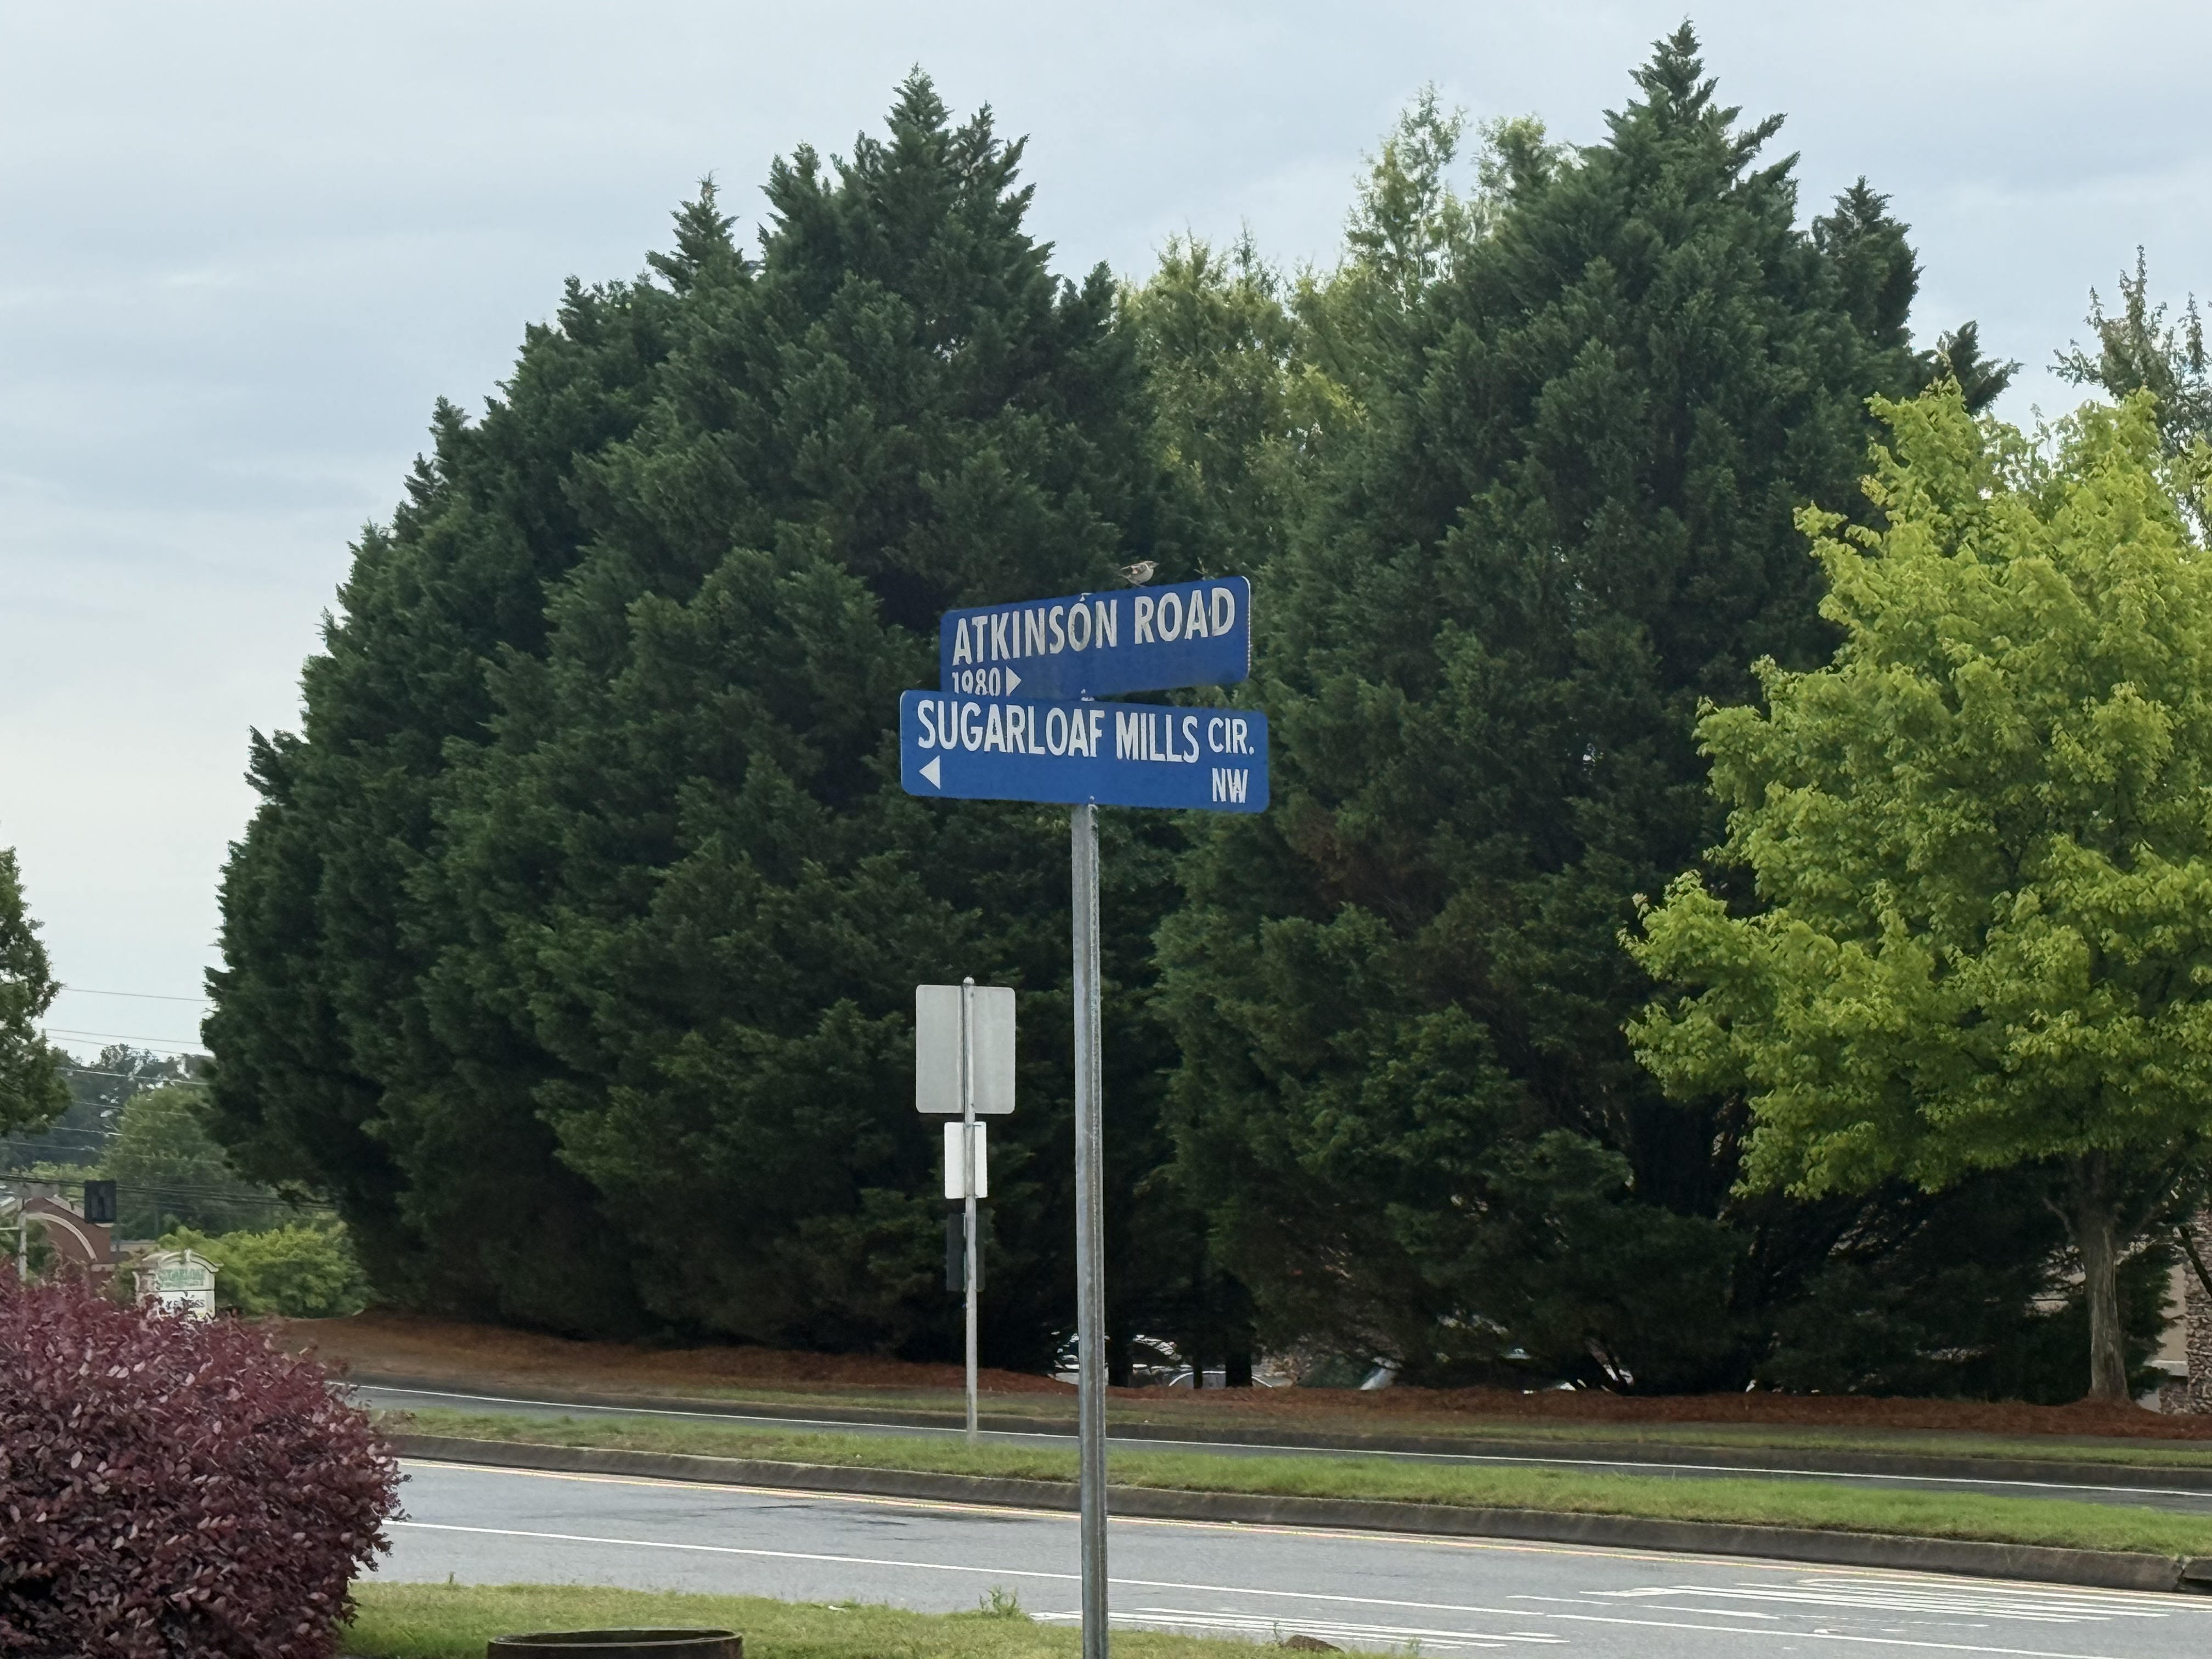 ATKINSON ROAD
1980▶
SUGARLOAF MILLS CIR.
◀ NW